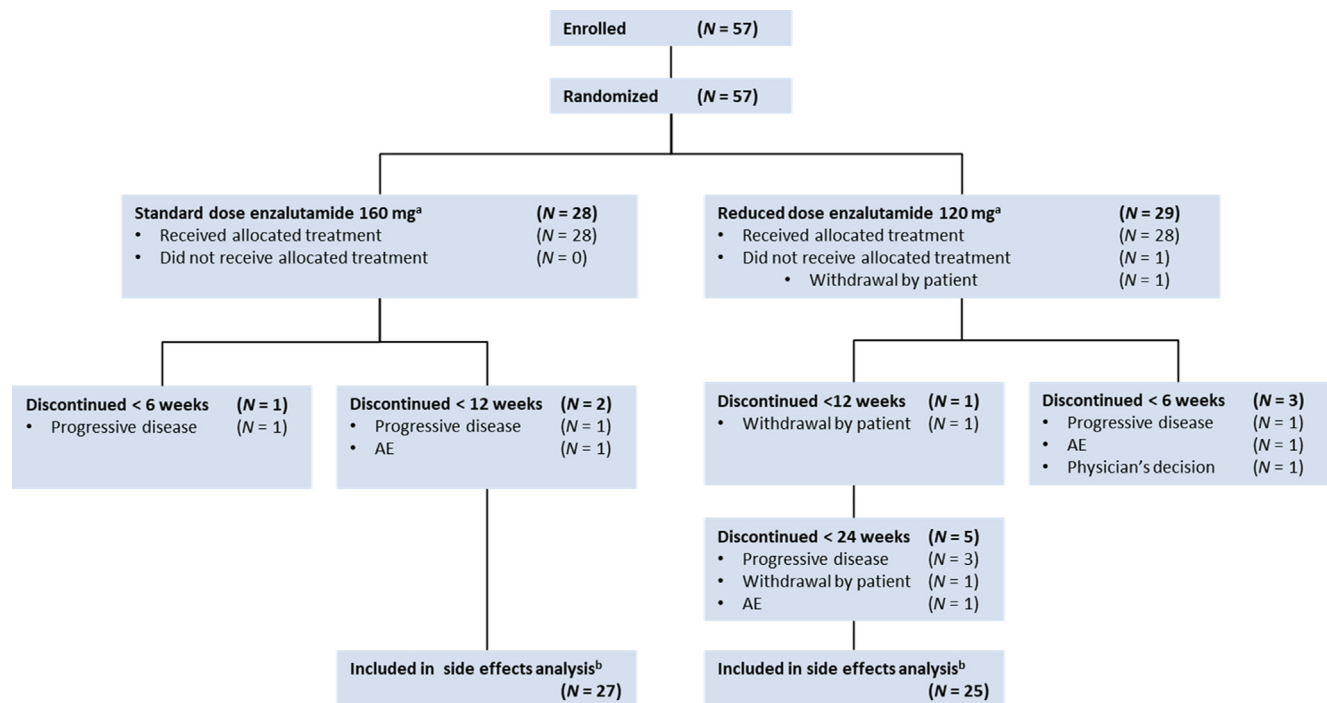 Enrolled (N = 57)
Randomized (N = 57)
Standard dose enzalutamide 160 mgᵃ (N = 28)
• Received allocated treatment (N = 28)
• Did not receive allocated treatment (N = 0)
Reduced dose enzalutamide 120 mgᵃ (N = 29)
• Received allocated treatment (N = 28)
• Did not receive allocated treatment (N = 1)
• Withdrawal by patient (N = 1)
Discontinued < 6 weeks (N = 1)
• Progressive disease (N = 1)
Discontinued < 12 weeks (N = 2)
• Progressive disease (N = 1)
• AE (N = 1)
Discontinued <12 weeks (N = 1)
• Withdrawal by patient (N = 1)
Discontinued < 6 weeks (N = 3)
• Progressive disease (N = 1)
• AE (N = 1)
• Physician’s decision (N = 1)
Discontinued < 24 weeks (N = 5)
• Progressive disease (N = 3)
• Withdrawal by patient (N = 1)
• AE (N = 1)
Included in side effects analysisᵇ
(N = 27)
Included in side effects analysisᵇ
(N = 25)